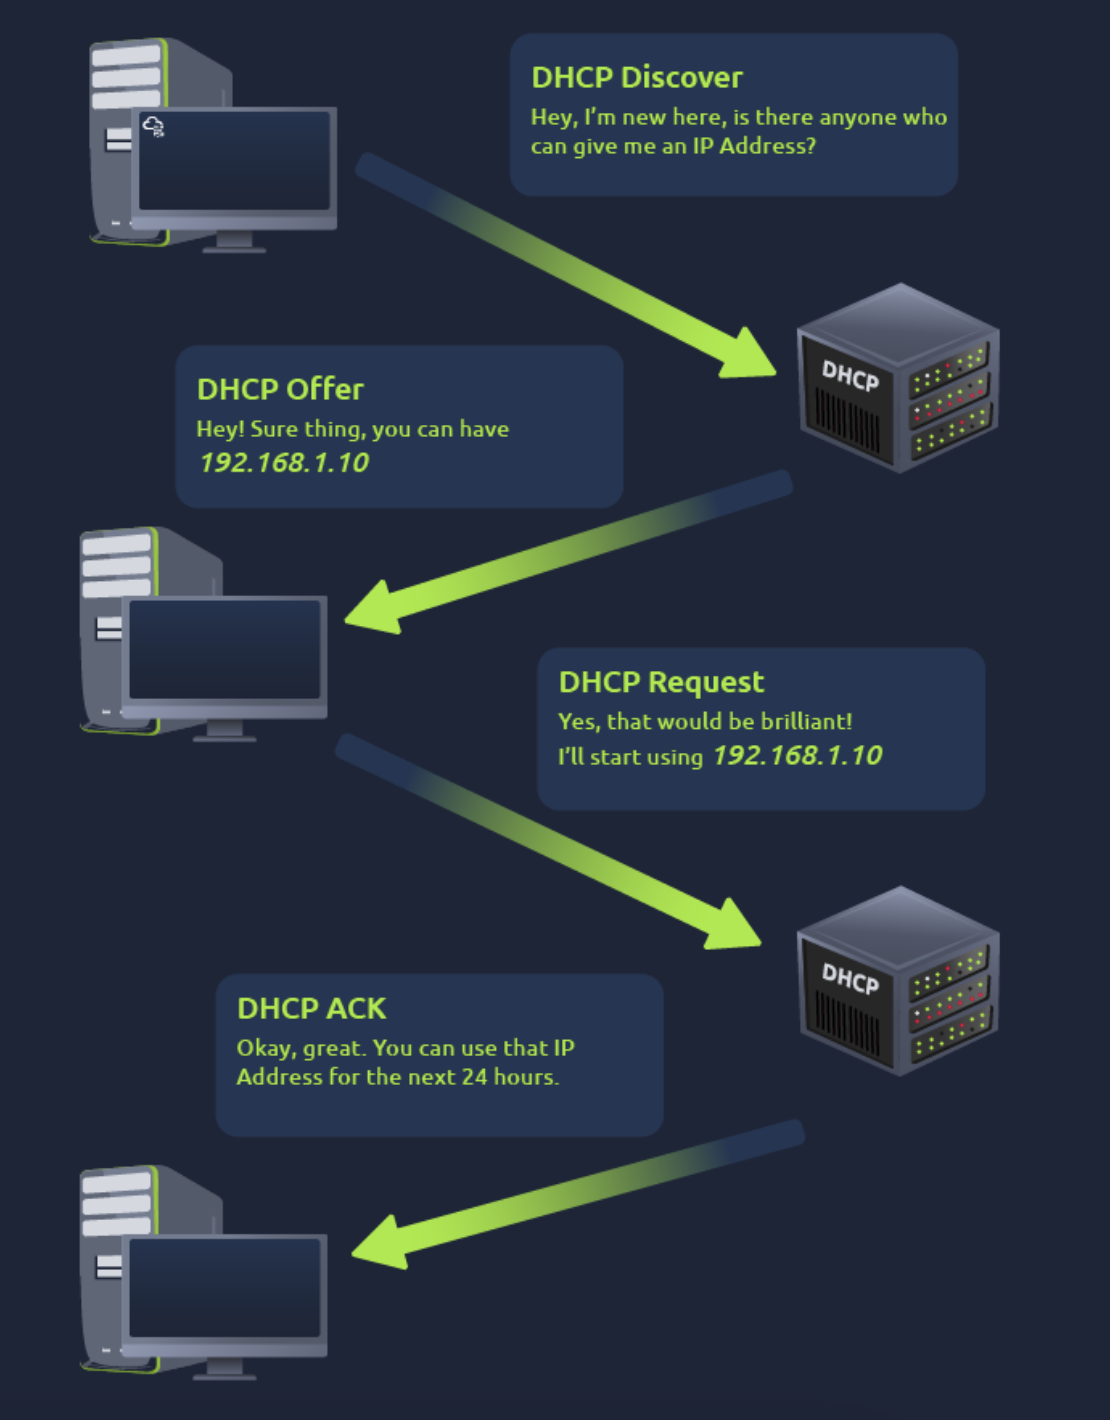 DHCP Discover
Hey, I'm new here, is there anyone who
can give me an IP Address?
DHCP
DHCP Offer
Hey! Sure thing, you can have
192.168.1.10
DHCP Request
Yes, that would be brilliant!
I'll start using 192.168.1.10
DHCP
DHCP ACK
Okay, great. You can use that IP
Address for the next 24 hours.